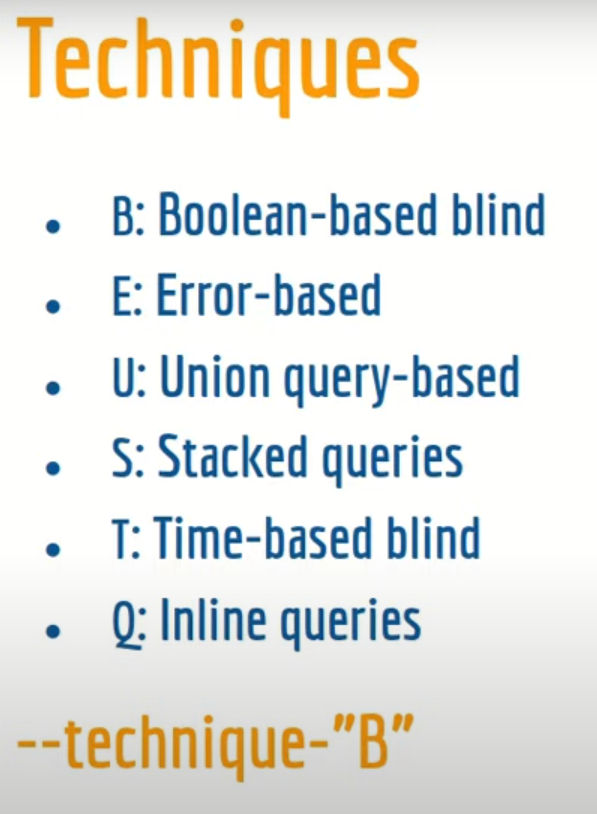 Techniques
• B: Boolean-based blind
• E: Error-based
• U: Union query-based
• S: Stacked queries
• T: Time-based blind
• Q: Inline queries
--technique-”B”